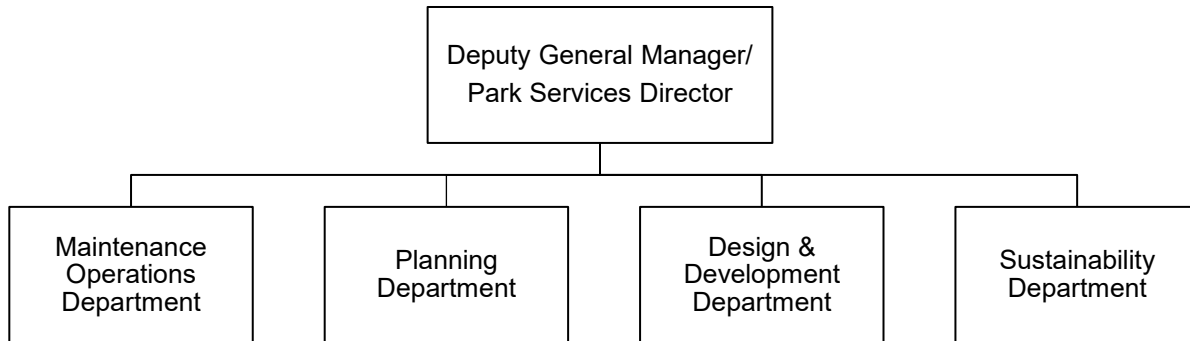 Deputy General Manager/
Park Services Director
Maintenance
Operations
Department
Planning
Department
Design &
Development
Department
Sustainability
Department